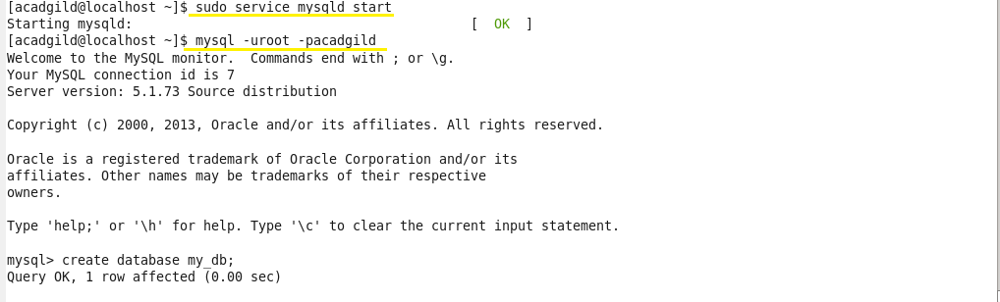 [acadgild@localhost ~]$ sudo service mysqld start
Starting mysqld:                                           [  OK  ]
[acadgild@localhost ~]$ mysql -uroot -pacadgild
Welcome to the MySQL monitor.  Commands end with ; or \g.
Your MySQL connection id is 7
Server version: 5.1.73 Source distribution

Copyright (c) 2000, 2013, Oracle and/or its affiliates. All rights reserved.

Oracle is a registered trademark of Oracle Corporation and/or its
affiliates. Other names may be trademarks of their respective
owners.

Type 'help;' or '\h' for help. Type '\c' to clear the current input statement.

mysql> create database my_db;
Query OK, 1 row affected (0.00 sec)